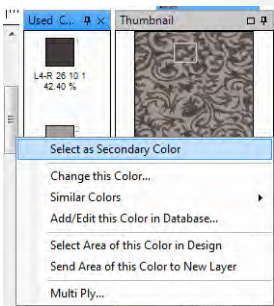 Used C...
Thumbnail
1
L4-R 26 10 1
42.40 %
2
Select as Secondary Color
Change this Color...
Similar Colors
Add/Edit this Color in Database...
Select Area of this Color in Design
Send Area of this Color to New Layer
Multi Ply...